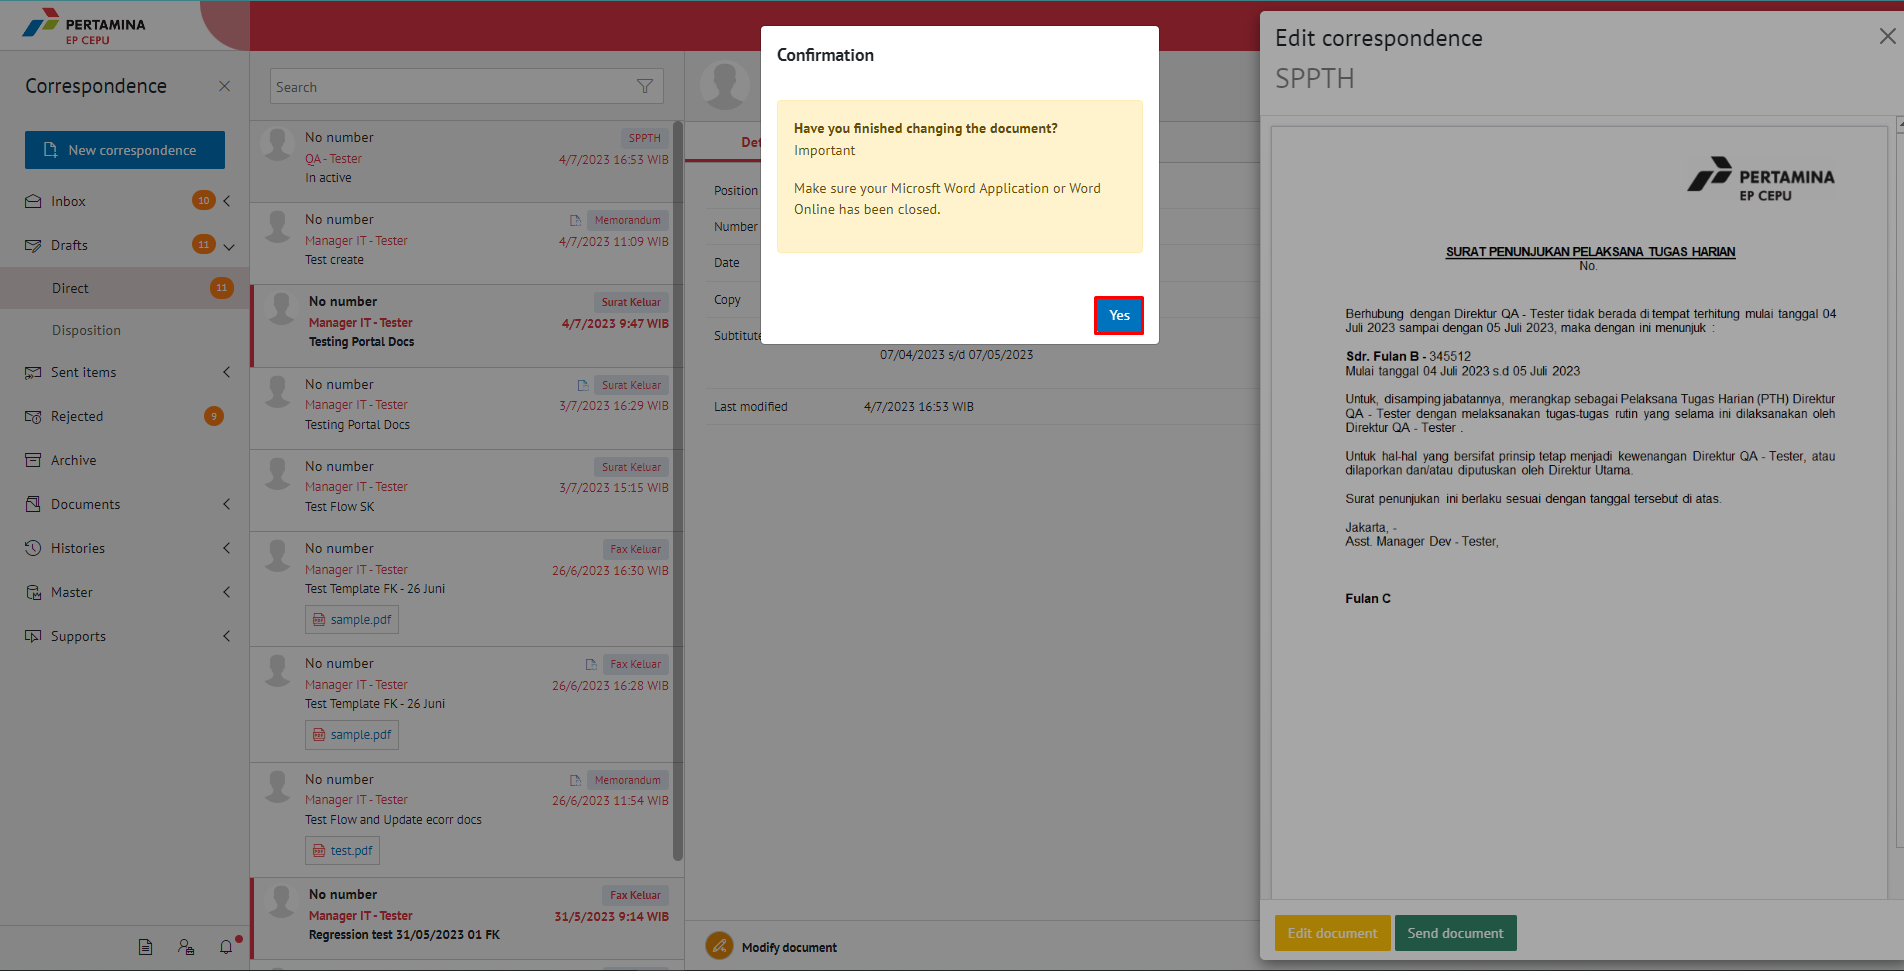 PERTAMINA
EP CEPU
Correspondence
New correspondence
Inbox
10
Drafts
11
Direct
11
Disposition
Sent items
Rejected
9
Archive
Documents
Histories
Master
Supports
Search
No number
SPPTH
QA - Tester
4/7/2023 16:53 WIB
In active
No number
Memorandum
Manager IT - Tester
4/7/2023 11:09 WIB
Test create
No number
Surat Keluar
Manager IT - Tester
4/7/2023 9:47 WIB
Testing Portal Docs
No number
Surat Keluar
Manager IT - Tester
3/7/2023 16:29 WIB
Testing Portal Docs
No number
Surat Keluar
Manager IT - Tester
3/7/2023 15:15 WIB
Test Flow SK
No number
Fax Keluar
Manager IT - Tester
26/6/2023 16:30 WIB
Test Template FK - 26 Juni
sample.pdf
No number
Fax Keluar
Manager IT - Tester
26/6/2023 16:28 WIB
Test Template FK - 26 Juni
sample.pdf
No number
Memorandum
Manager IT - Tester
26/6/2023 11:54 WIB
Test Flow and Update ecorr docs
test.pdf
No number
Fax Keluar
Manager IT - Tester
31/5/2023 9:14 WIB
Regression test 31/05/2023 01 FK
Det
Position
Number
Date
Copy
Subtitute
07/04/2023 s/d 07/05/2023
Last modified
4/7/2023 16:53 WIB
Modify document
Confirmation
Have you finished changing the document?
Important
Make sure your Microsft Word Application or Word
Online has been closed.
Yes
Edit correspondence
SPPTH
PERTAMINA
EP CEPU
SURAT PENUNJUKAN PELAKSANA TUGAS HARIAN
No.
Berhubung dengan Direktur QA - Tester tidak berada di tempat terhitung mulai tanggal 04
Juli 2023 sampai dengan 05 Juli 2023, maka dengan ini menunjuk :
Sdr. Fulan B - 345512
Mulai tanggal 04 Juli 2023 s.d 05 Juli 2023
Untuk, disamping jabatannya, merangkap sebagai Pelaksana Tugas Harian (PTH) Direktur
QA - Tester dengan melaksanakan tugas-tugas rutin yang selama ini dilaksanakan oleh
Direktur QA - Tester .
Untuk hal-hal yang bersifat prinsip tetap menjadi kewenangan Direktur QA - Tester, atau
dilaporkan dan/atau diputuskan oleh Direktur Utama.
Surat penunjukan ini berlaku sesuai dengan tanggal tersebut di atas.
Jakarta, -
Asst. Manager Dev - Tester,
Fulan C
Edit document
Send document